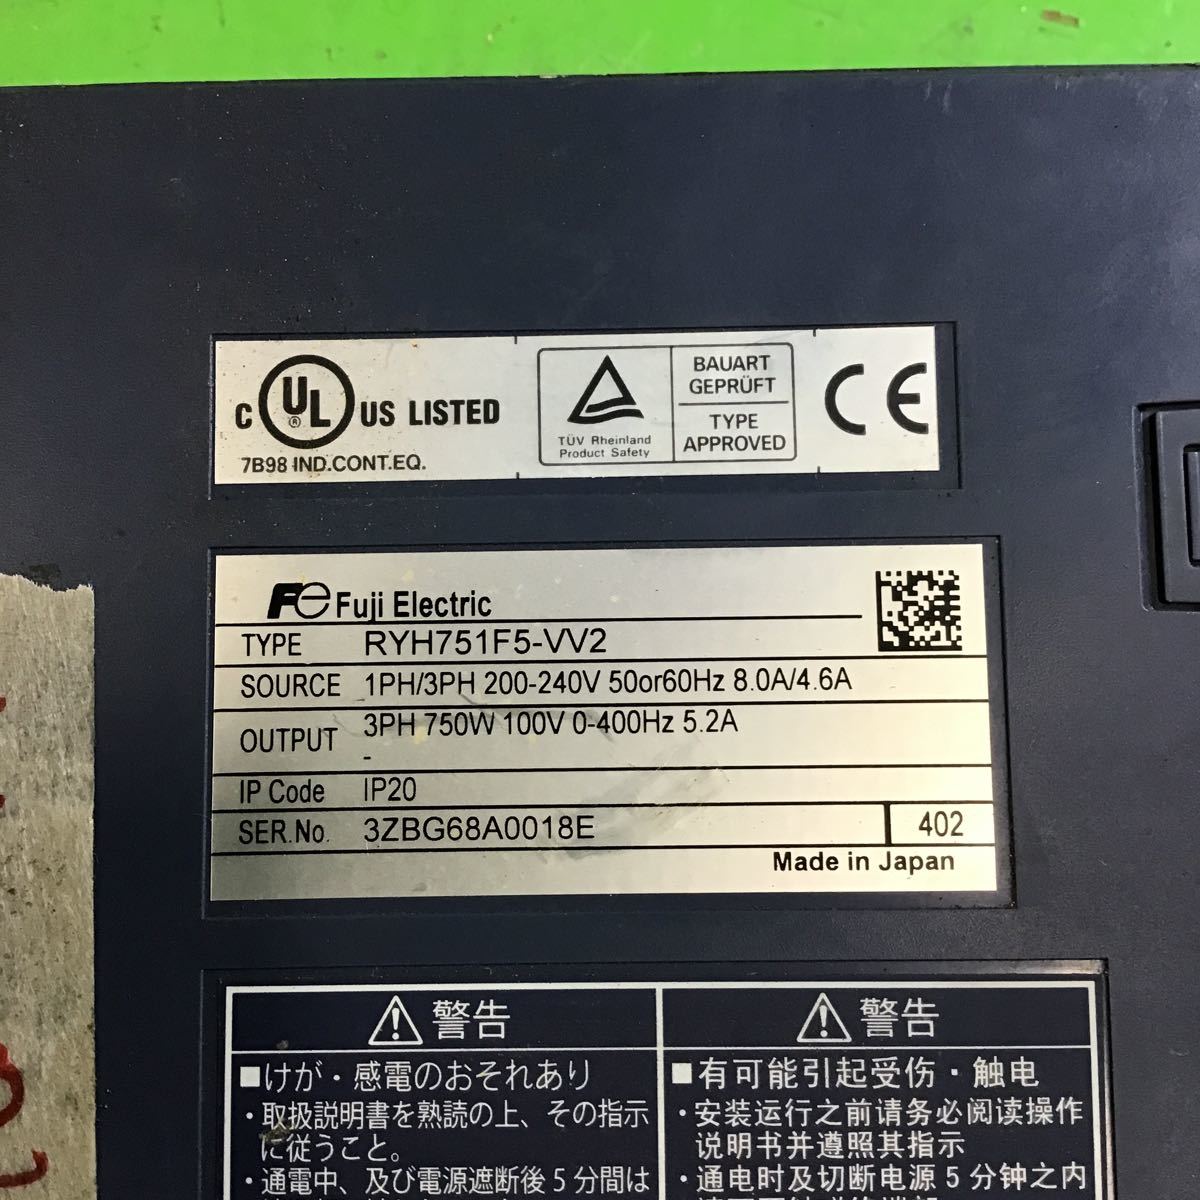 C UL ® US LISTED
7B98 IND.CONT.EQ.
TÜV Rheinland
Product Safety
BAUART
GEPRÜFT
TYPE
APPROVED
CE
Fe Fuji Electric
TYPE RYH751F5-VV2
SOURCE 1PH/3PH 200-240V 50or60Hz 8.0A/4.6A
OUTPUT 3PH 750W 100V 0-400Hz 5.2A
-
IP Code IP20
SER.No. 3ZBG68A0018E 402
Made in Japan
警告
■けが・感電のおそれあり
・取扱説明書を熟読の上、その指示
に従うこと。
・通電中、及び電源遮断後5分間は
警告
■有可能引起受伤・触电
・安装运行之前请务必阅读操作
说明书并遵照其指示
・通电时及切断电源5分钟之内